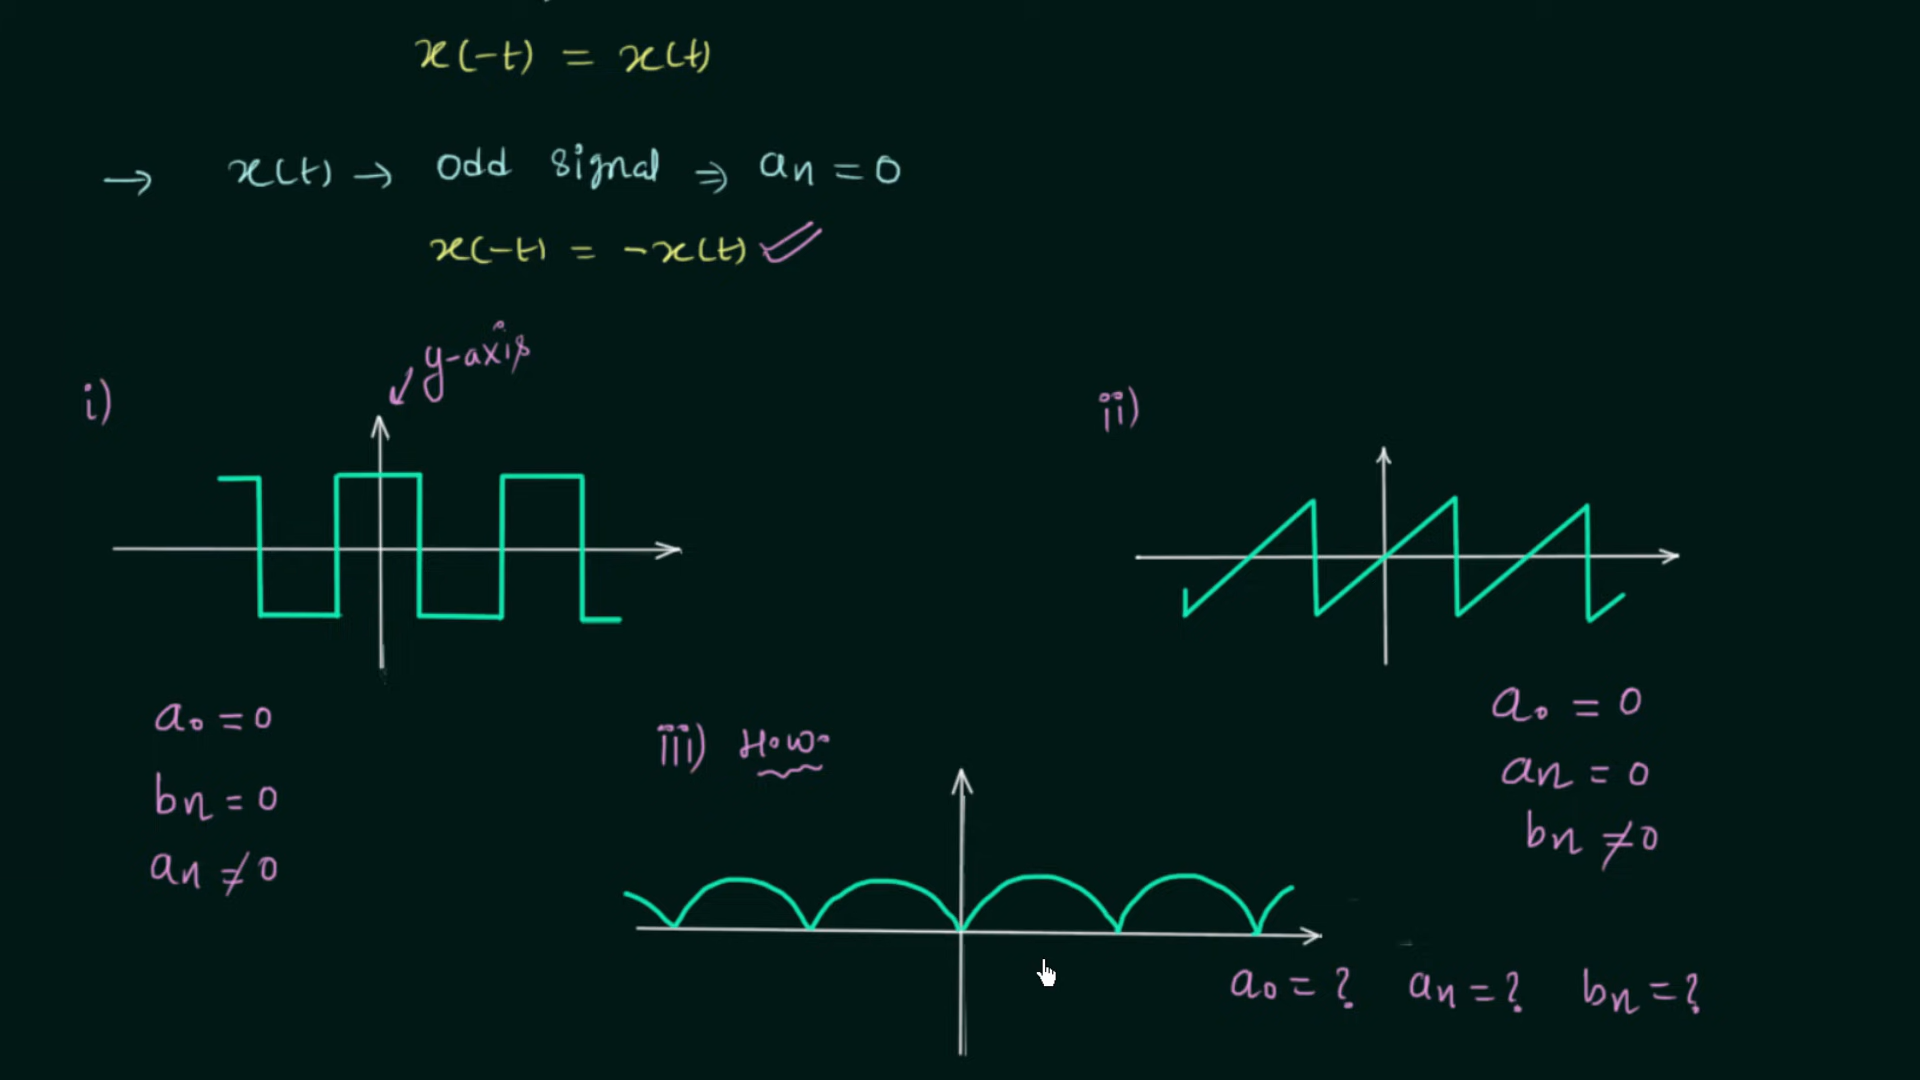 x(-t) = x(t)
→ x(t) → odd signal ⇒ an = 0
x(-t) = -x(t)
y-axis
i)
ii)
a₀ = 0
bn = 0
an ≠ 0
a₀ = 0
an = 0
bn ≠ 0
iii) How
a₀ = ? an = ? bn = ?